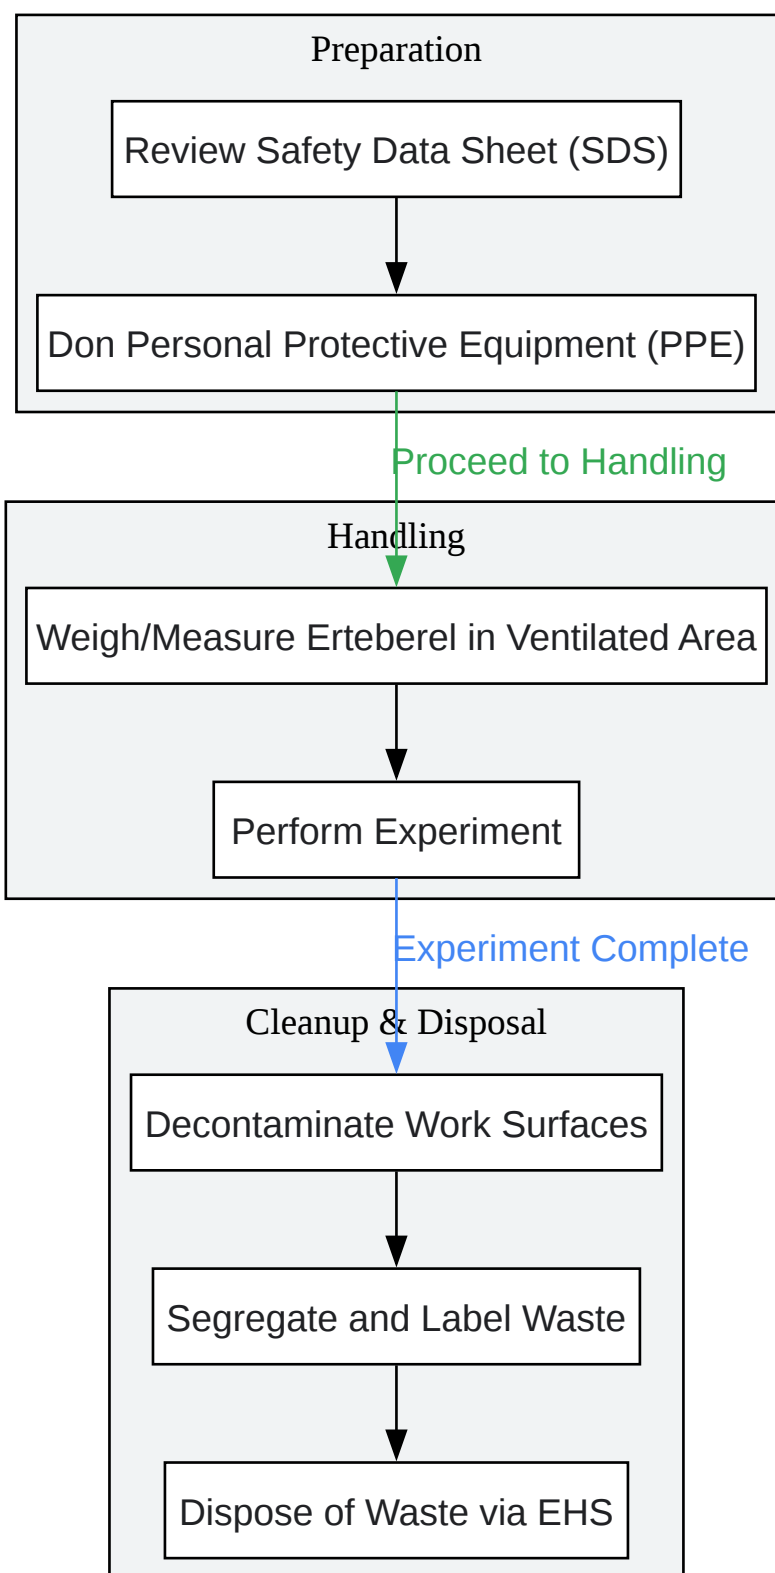 Preparation
Review Safety Data Sheet (SDS)
Don Personal Protective Equipment (PPE)
Proceed to Handling
Handling
Weigh/Measure Erteberel in Ventilated Area
Perform Experiment
Experiment Complete
Cleanup & Disposal
Decontaminate Work Surfaces
Segregate and Label Waste
Dispose of Waste via EHS